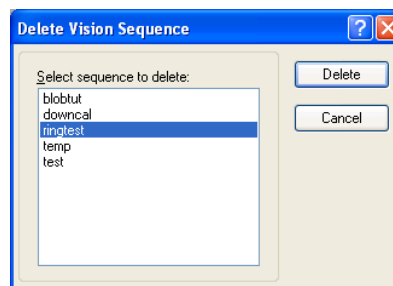 Delete Vision Sequence
Select sequence to delete:
blobtut
downcal
ringtest
temp
test
Delete
Cancel